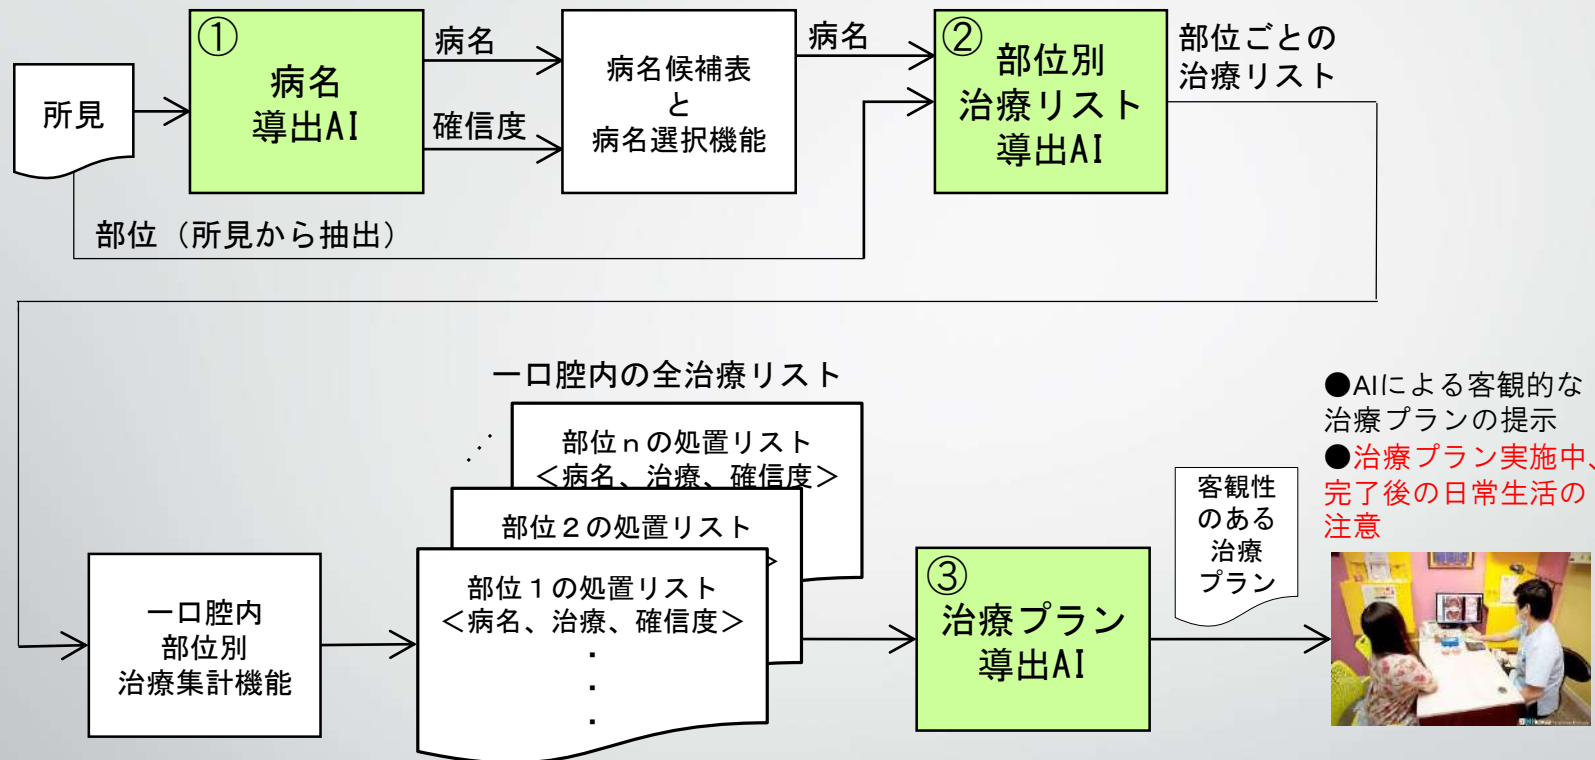 ①
病名
導出AI
所見
病名
確信度
病名候補表
と
病名選択機能
病名
②
部位別
治療リスト
導出AI
部位ごとの
治療リスト
部位（所見から抽出）
一口腔内の全治療リスト
部位ｎの処置リスト
＜病名、治療、確信度＞
部位２の処置リスト
＞
部位１の処置リスト
＜病名、治療、確信度＞
・
・
・
一口腔内
部位別
治療集計機能
③
治療プラン
導出AI
客観性
のある
治療
プラン
●AIによる客観的な
治療プランの提示
●治療プラン実施中、
完了後の日常生活の
注意